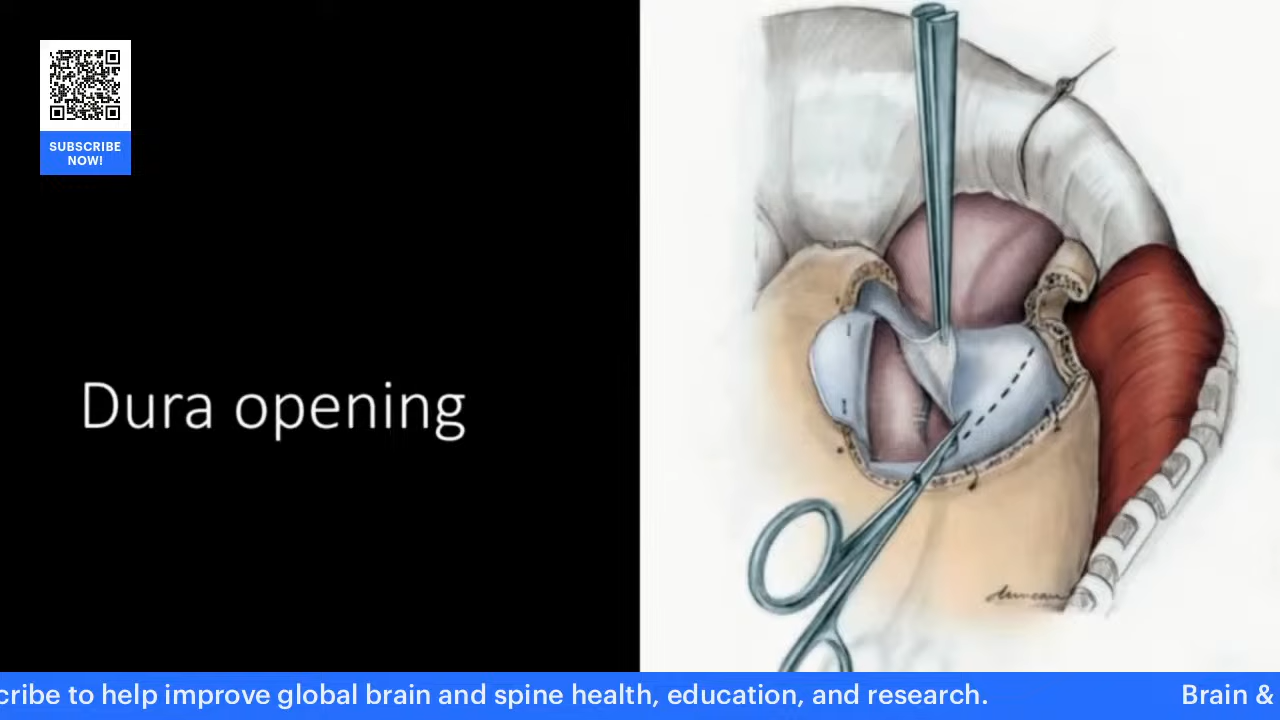 SUBSCRIBE
NOW!
Dura opening
cribe to help improve global brain and spine health, education, and research.
Brain &